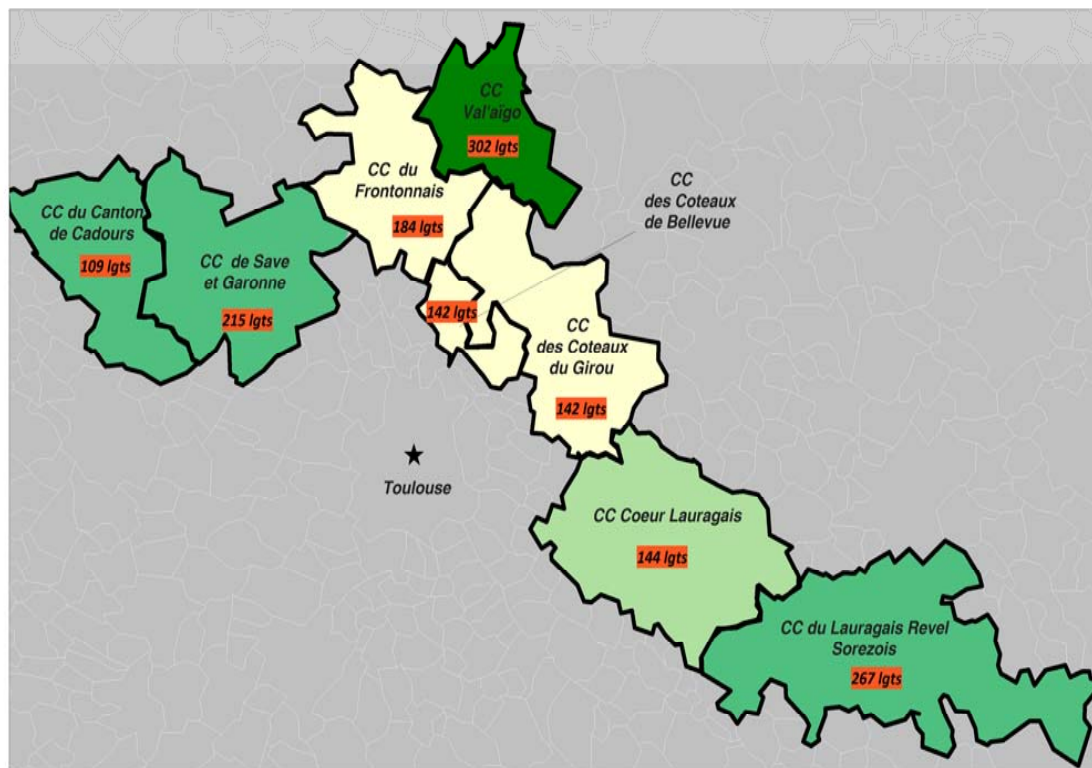 CC
Val'aïgo
302 lgts
CC du
Frontonnais
184 lgts
CC
des Coteaux
de Bellevue
CC du Canton
de Cadours
109 lgts
CC de Save
et Garonne
215 lgts
142 lgts
CC
des Coteaux
du Girou
142 lgts
Toulouse
CC Coeur Lauragais
144 lgts
CC du Lauragais Revel
Sorezois
267 lgts